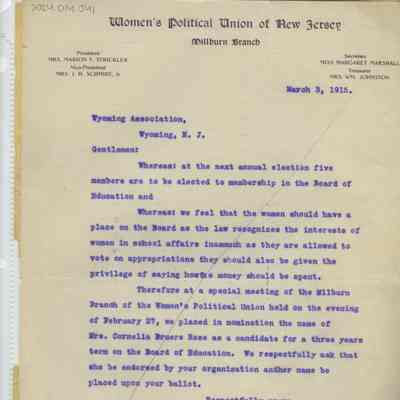 2024.0M.041
Women's Political Union of New Jersey
Millburn Branch
President
MRS. MARION Y. STRICKLER
Vice-President
MRS. J. H. SCHMIDT, Jr.
Secretary
MISS MARGARET MARSHALL
Treasurer
MRS. WM. JOHNSTON
March 3, 1915.
Wyoming Association,
Wyoming, N. J.
Gentlemen:
Whereas: at the next annual election five
members are to be elected to membership in the Board of
Education and
Whereas: we feel that the women should have a
place on the Board as the law recognizes the interests of
women in school affairs inasmuch as they are allowed to
vote on appropriations they should also be given the
privilege of saying how the money should be spent.
Therefore at a special meeting of the Milburn
Branch of the Women's Political Union held on the evening
of February 27, we placed in nomination the name of
Mrs. Cornelia Bruere Rose as a candidate for a three years
term on the Board of Education. We respectfully ask that
she be endorsed by your organization and her name be
placed upon your ballot.